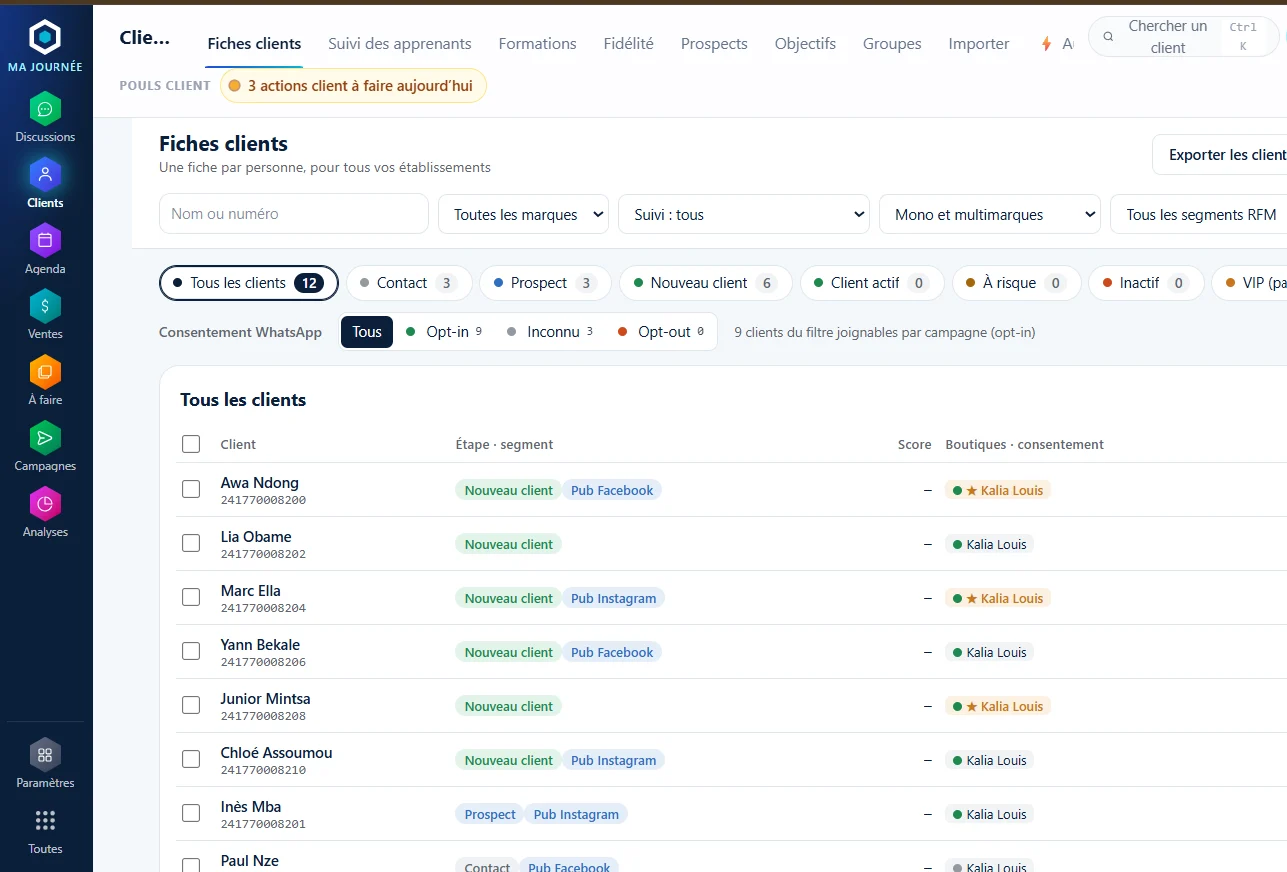 MA JOURNÉE
Discussions
Clients
Agenda
Ventes
À faire
Campagnes
Analyses
Paramètres
Toutes
Clie...
Fiches clients
Suivi des apprenants
Formations
Fidélité
Prospects
Objectifs
Groupes
Importer
Chercher un client
Ctrl K
POULS CLIENT
3 actions client à faire aujourd’hui
Fiches clients
Une fiche par personne, pour tous vos établissements
Exporter les client
Nom ou numéro
Toutes les marques
Suivi : tous
Mono et multimarques
Tous les segments RFM
Tous les clients 12
Contact 3
Prospect 3
Nouveau client 6
Client actif 0
À risque 0
Inactif 0
VIP (pa
Consentement WhatsApp
Tous
Opt-in 9
Inconnu 3
Opt-out 0
9 clients du filtre joignables par campagne (opt-in)
Tous les clients
Client Étape · segment Score Boutiques · consentement
Awa Ndong Nouveau client Pub Facebook – ★ Kalia Louis
241770008200
Lia Obame Nouveau client – Kalia Louis
241770008202
Marc Ella Nouveau client Pub Instagram – ★ Kalia Louis
241770008204
Yann Bekale Nouveau client Pub Facebook – Kalia Louis
241770008206
Junior Mintsa Nouveau client – ★ Kalia Louis
241770008208
Chloé Assoumou Nouveau client Pub Instagram – Kalia Louis
241770008210
Inès Mba Prospect Pub Instagram – Kalia Louis
241770008201
Paul Nze Contact Pub Facebook – Kalia Louis